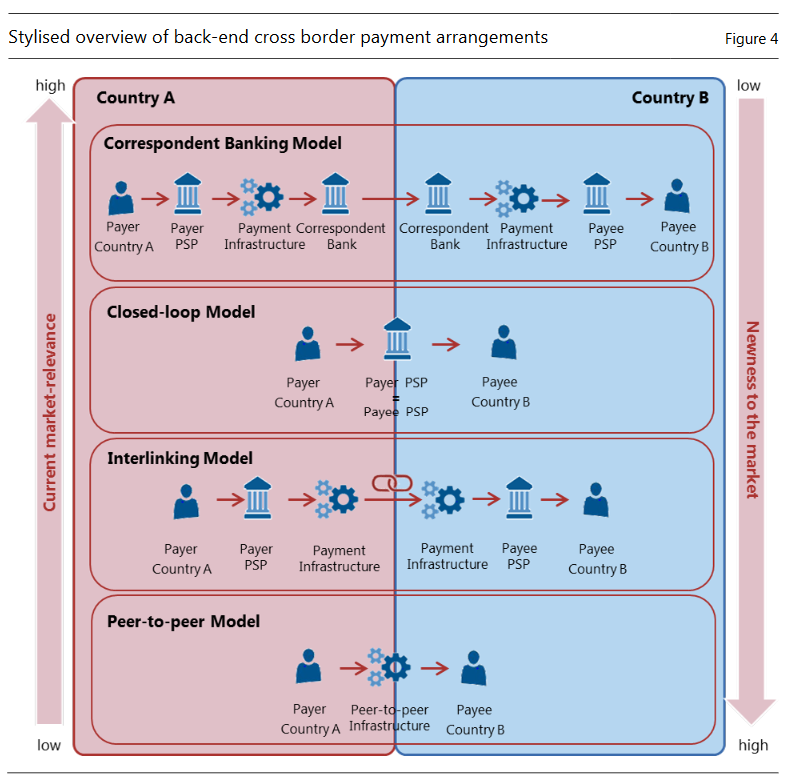 Stylised overview of back-end cross border payment arrangements
Figure 4
high
low
Country A
Country B
Current market-relevance
Newness to the market
Correspondent Banking Model
Payer
Country A
Payer
PSP
Payment
Infrastructure
Correspondent
Bank
Correspondent
Bank
Payment
Infrastructure
Payee
PSP
Payee
Country B
Closed-loop Model
Payer
Country A
Payer PSP
=
Payee PSP
Payee
Country B
Interlinking Model
Payer
Country A
Payer
PSP
Payment
Infrastructure
Payment
Infrastructure
Payee
PSP
Payee
Country B
Peer-to-peer Model
Payer
Country A
Peer-to-peer
Infrastructure
Payee
Country B
low
high